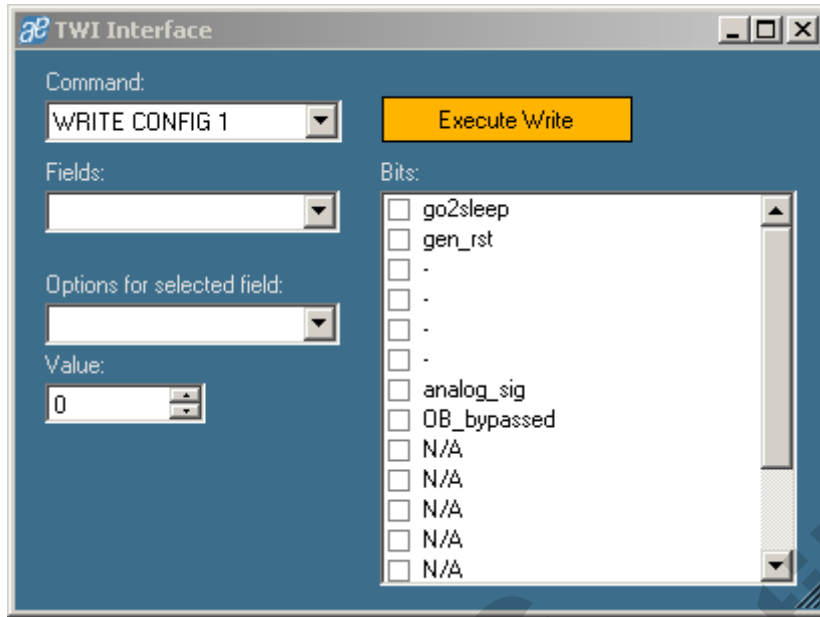 TWI Interface
Command:
WRITE CONFIG 1
Execute Write
Fields:
Options for selected field:
Value:
0
Bits:
go2sleep
gen_rst
-
-
-
-
analog_sig
OB_bypassed
N/A
N/A
N/A
N/A
N/A